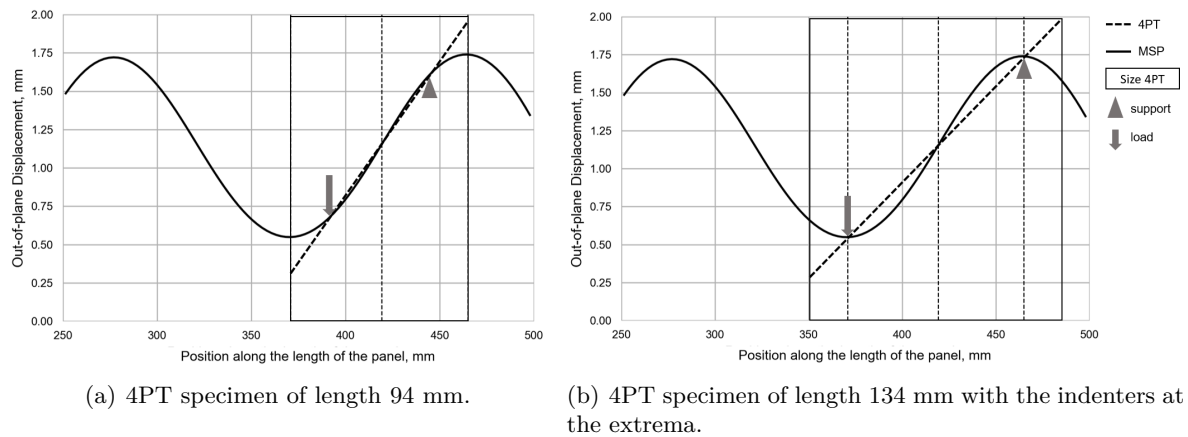 2.00
1.75
1.50
1.25
1.00
0.75
0.50
0.25
0.00
Out-of-plane Displacement, mm
250
300
350
400
450
500
Position along the length of the panel, mm
(a) 4PT specimen of length 94 mm.
2.00
1.75
1.50
1.25
1.00
0.75
0.50
0.25
0.00
Out-of-plane Displacement, mm
250
300
350
400
450
500
Position along the length of the panel, mm
4PT
MSP
Size 4PT
support
load
(b) 4PT specimen of length 134 mm with the indenters at
the extrema.